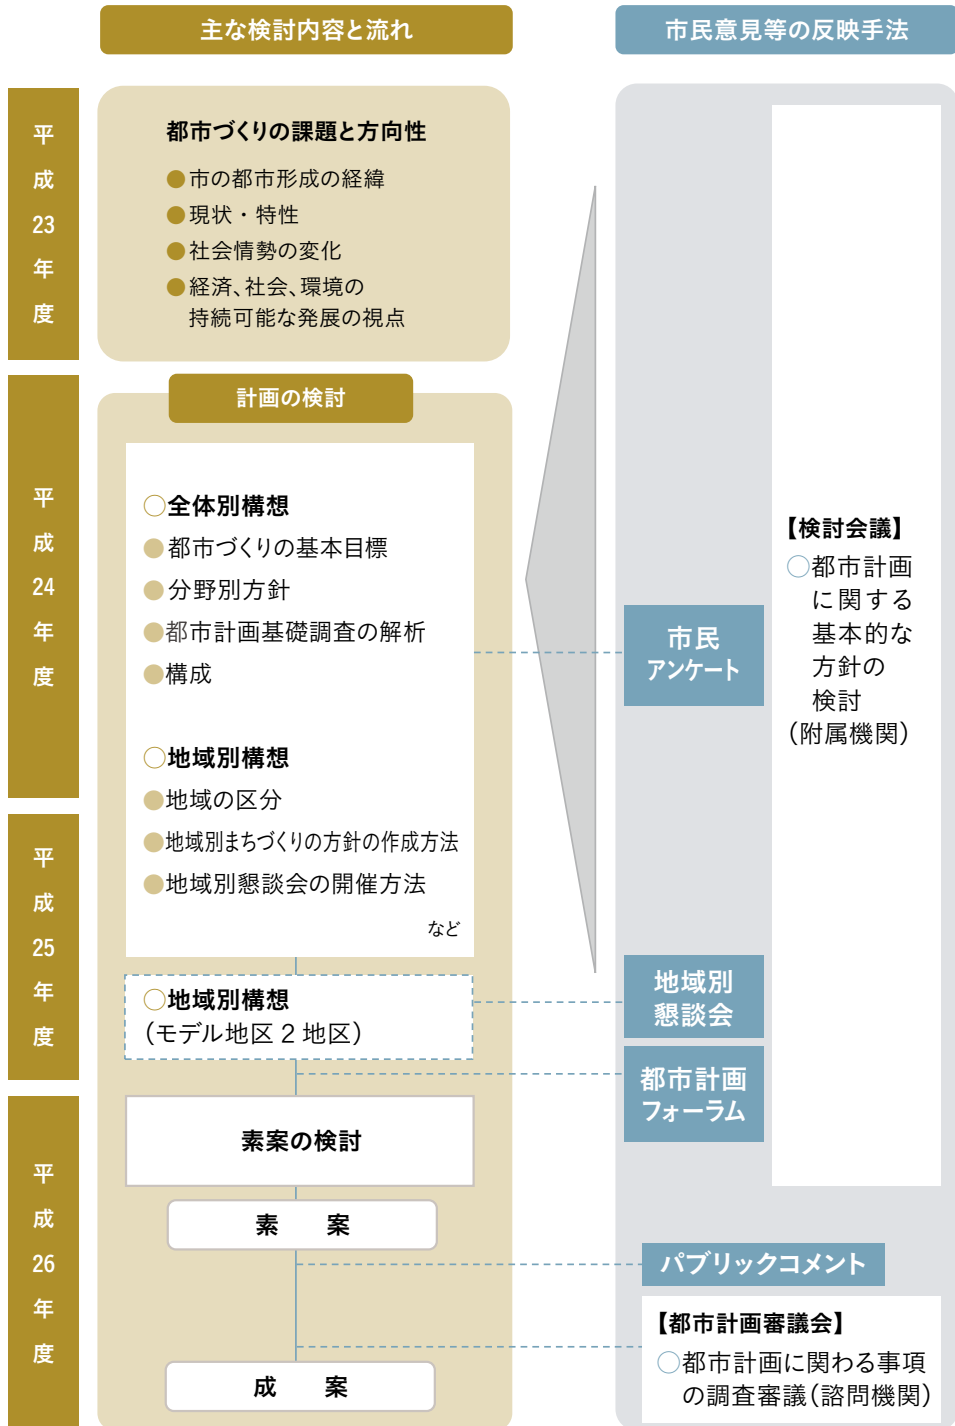 主な検討内容と流れ
市民意見等の反映手法
平成23年度
都市づくりの課題と方向性
●市の都市形成の経緯
●現状・特性
●社会情勢の変化
●経済、社会、環境の
持続可能な発展の視点
平成24年度
計画の検討
○全体別構想
●都市づくりの基本目標
●分野別方針
●都市計画基礎調査の解析
●構成
○地域別構想
●地域の区分
●地域別まちづくりの方針の作成方法
●地域別懇談会の開催方法
など
平成25年度
○地域別構想
（モデル地区2地区）
平成26年度
素案の検討
素　案
成　案
市民
アンケート
地域別
懇談会
都市計画
フォーラム
【検討会議】
○都市計画
に関する
基本的な
方針の
検討
（附属機関）
パブリックコメント
【都市計画審議会】
○都市計画に関わる事項
の調査審議（諮問機関）